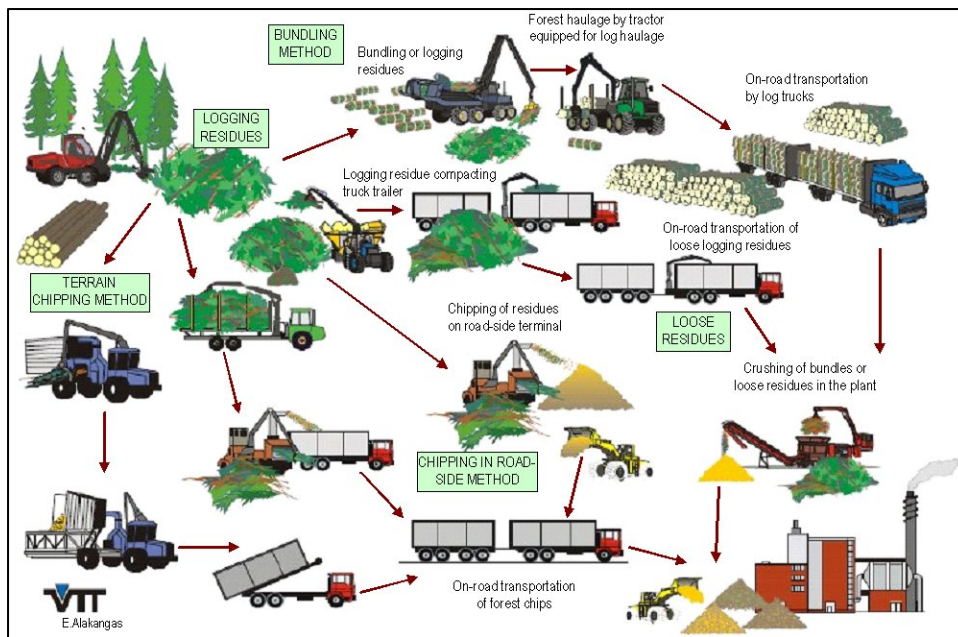 BUNDLING
METHOD
Forest haulage by tractor
equipped for log haulage
Bundling or logging
residues
On-road transportation
by log trucks
LOGGING
RESIDUES
Logging residue compacting
truck trailer
On-road transportation of
loose logging residues
TERRAIN
CHIPPING METHOD
Chipping of residues
on road-side terminal
LOOSE
RESIDUES
Crushing of bundles or
loose residues in the plant
CHIPPING IN ROAD-
SIDE METHOD
On-road transportation
of forest chips
VTT
E.Alakangas